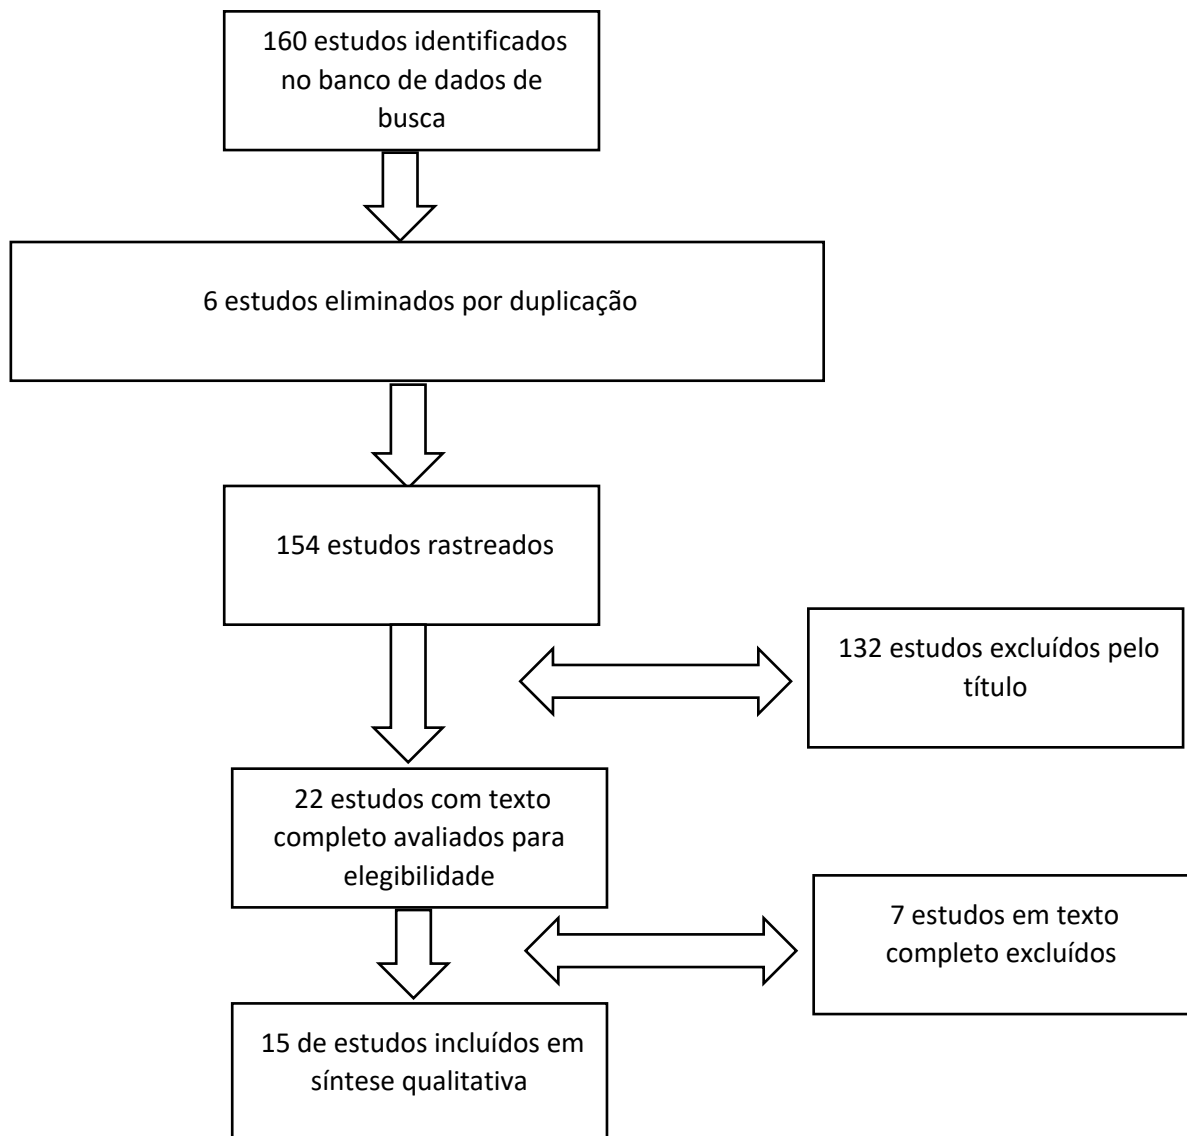 160 estudos identificados
no banco de dados de
busca
6 estudos eliminados por duplicação
154 estudos rastreados
132 estudos excluídos pelo
título
22 estudos com texto
completo avaliados para
elegibilidade
7 estudos em texto
completo excluídos
15 de estudos incluídos em
síntese qualitativa